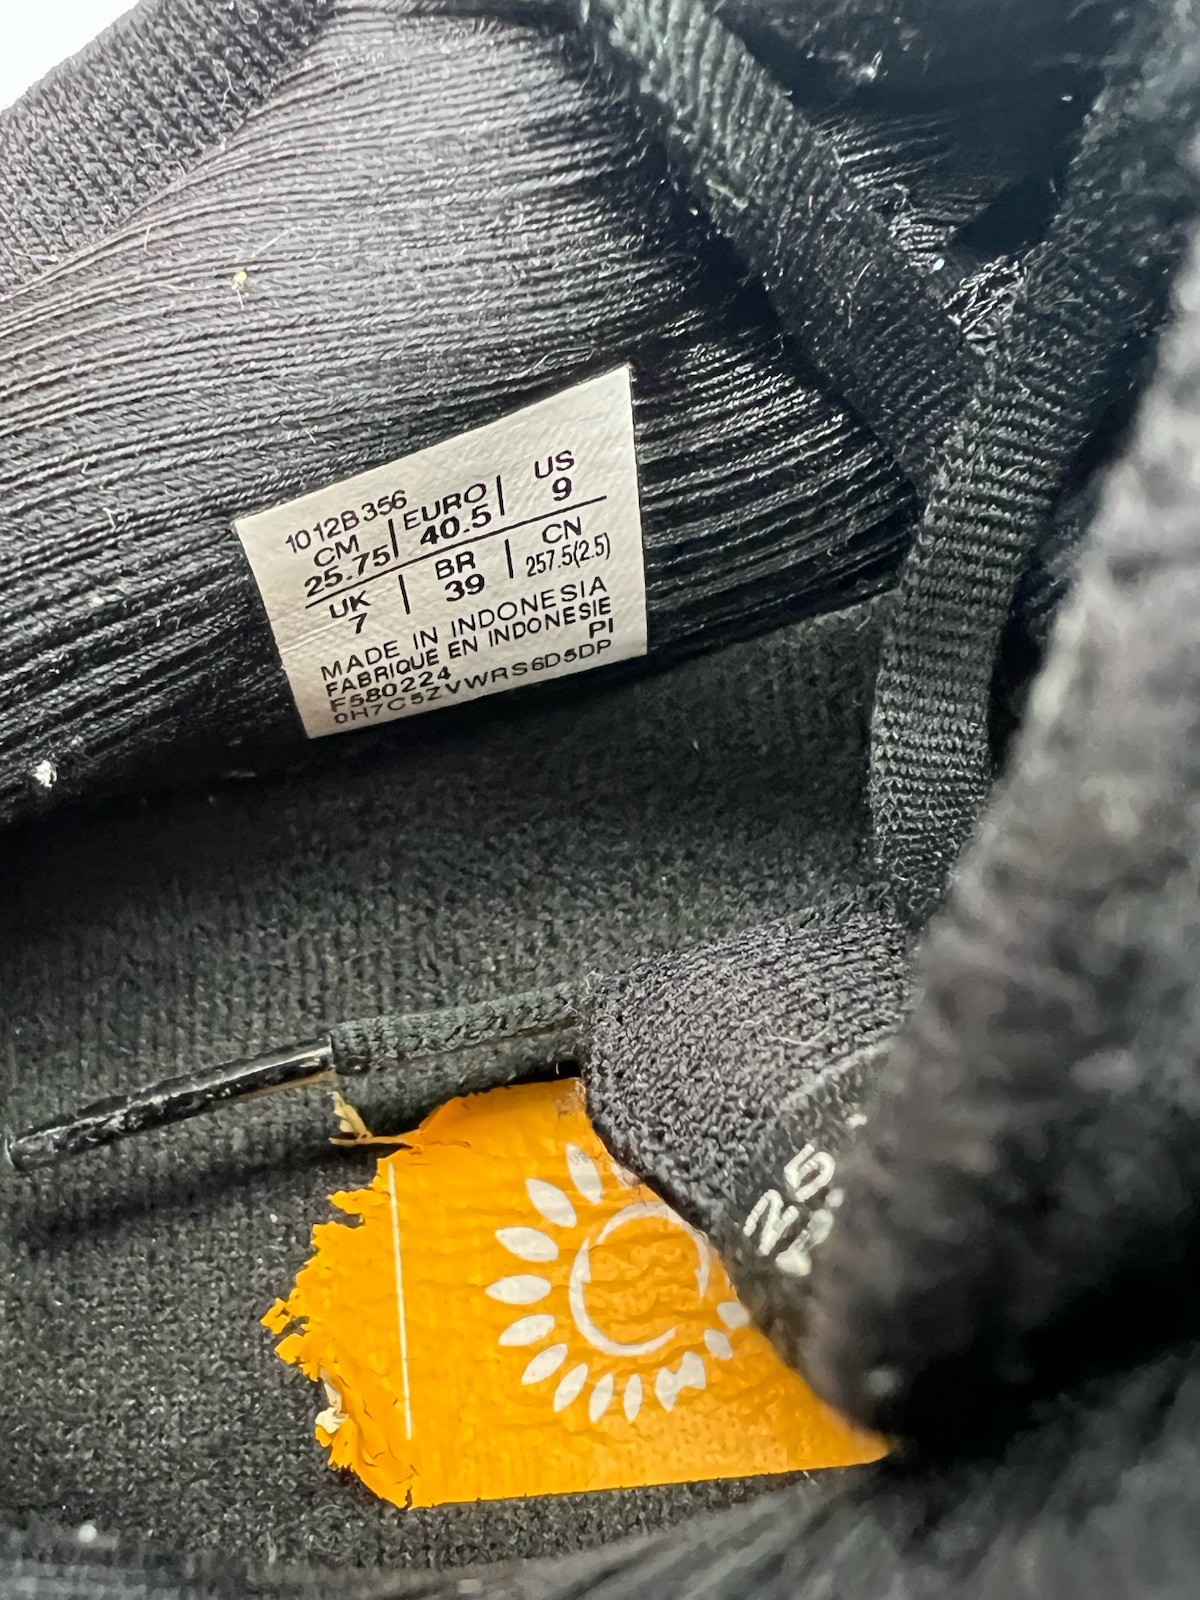 1012B356
CM | EURO | US
25.75 40.5 9
UK | BR | CN
7 39 257.5(2.5)
MADE IN INDONESIA
FABRIQUE EN INDONESIE
F580224 PI
0H7C5ZVWRS6D5DP